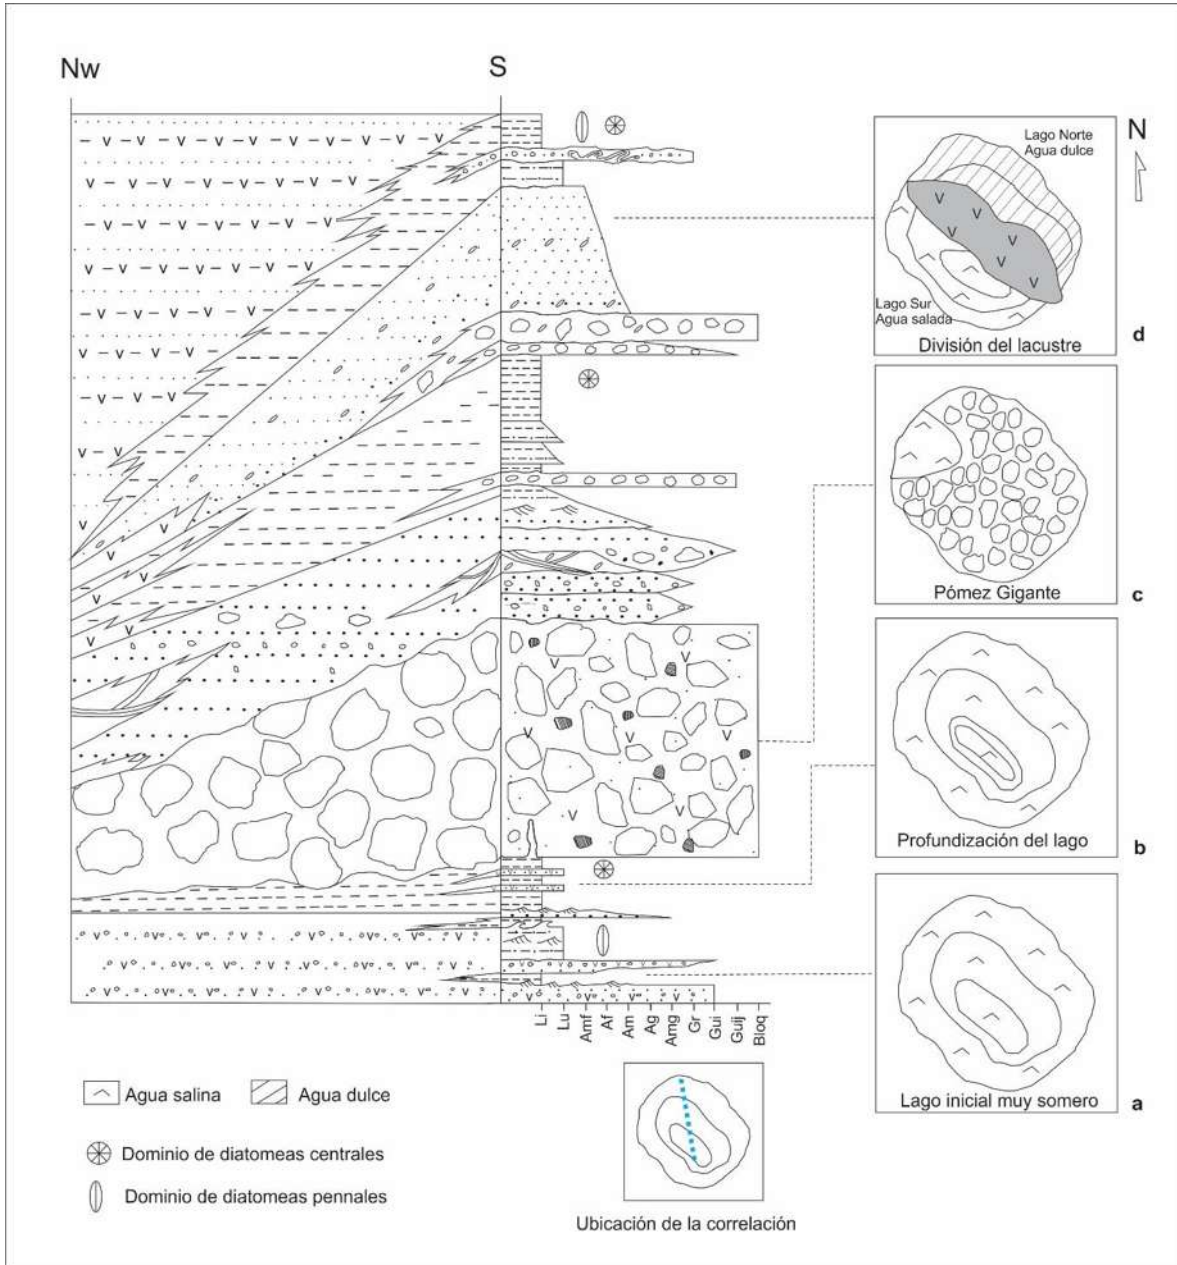 Nw
S
N
Lago Norte
Agua dulce
Lago Sur
Agua salada
d
División del lacustre
Pómez Gigante
c
Profundización del lago
b
Lago inicial muy somero
a
Li
Lu
Amf
Af
Am
Ag
Amg
Gr
Gui
Guij
Bloq
Agua salina
Agua dulce
Dominio de diatomeas centrales
Dominio de diatomeas pennales
Ubicación de la correlación